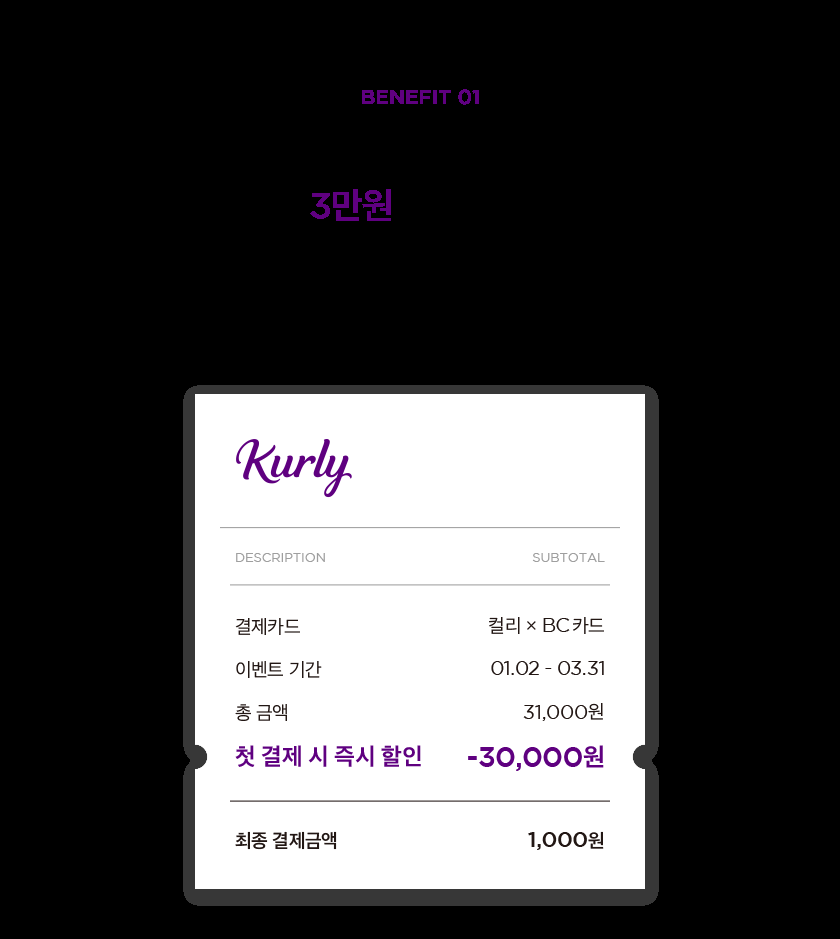 BENEFIT 01
3만원
Kurly
DESCRIPTION SUBTOTAL
결제카드 컬리 × BC카드
이벤트 기간 01.02 - 03.31
총 금액 31,000원
첫 결제 시 즉시 할인 -30,000원
최종 결제금액 1,000원